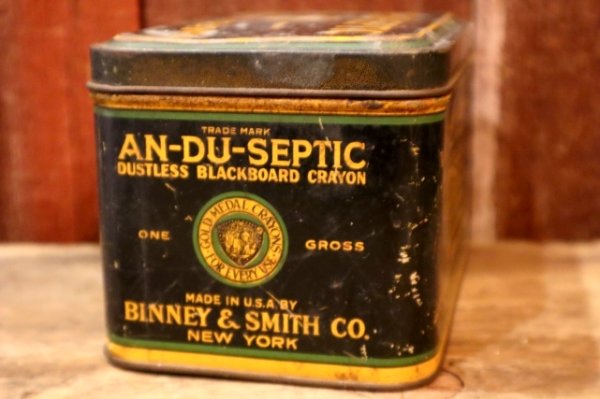 TRADE MARK
AN-DU-SEPTIC
DUSTLESS BLACKBOARD CRAYON
GOLD MEDAL CRAYONS
FOR EVERY USE
ONE GROSS
MADE IN U.S.A. BY
BINNEY & SMITH CO.
NEW YORK